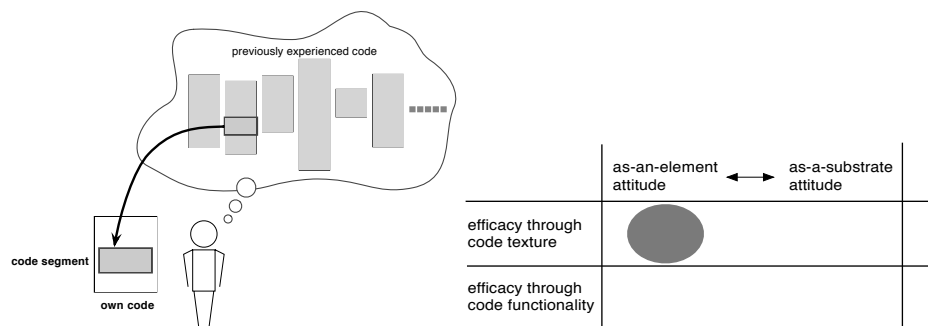 previously experienced code
code segment
own code
as-an-element
attitude
as-a-substrate
attitude
efficacy through
code texture
efficacy through
code functionality